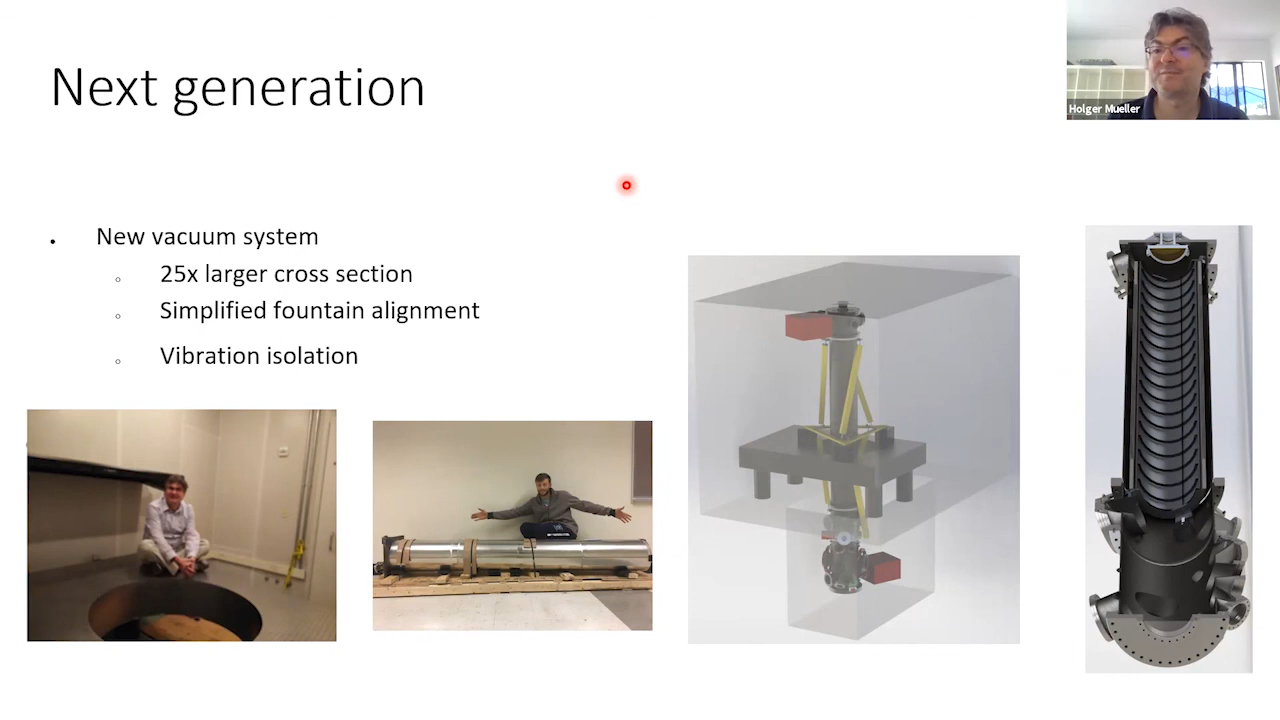 Next generation
Holger Mueller
New vacuum system
25x larger cross section
Simplified fountain alignment
Vibration isolation